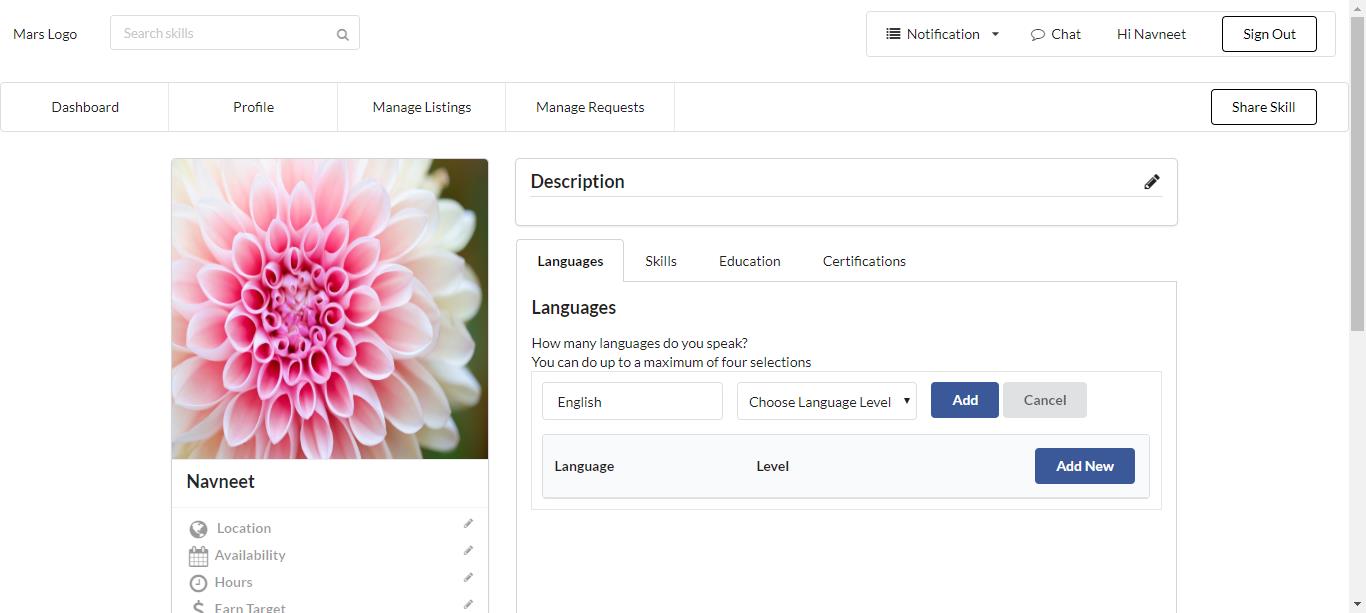 Mars Logo
Search skills
Notification
Chat
Hi Navneet
Sign Out
Dashboard
Profile
Manage Listings
Manage Requests
Share Skill
Description
Languages
Skills
Education
Certifications
Languages
How many languages do you speak?
You can do up to a maximum of four selections
English
Choose Language Level
Add
Cancel
Language
Level
Add New
Navneet
Location
Availability
Hours
Earn Target